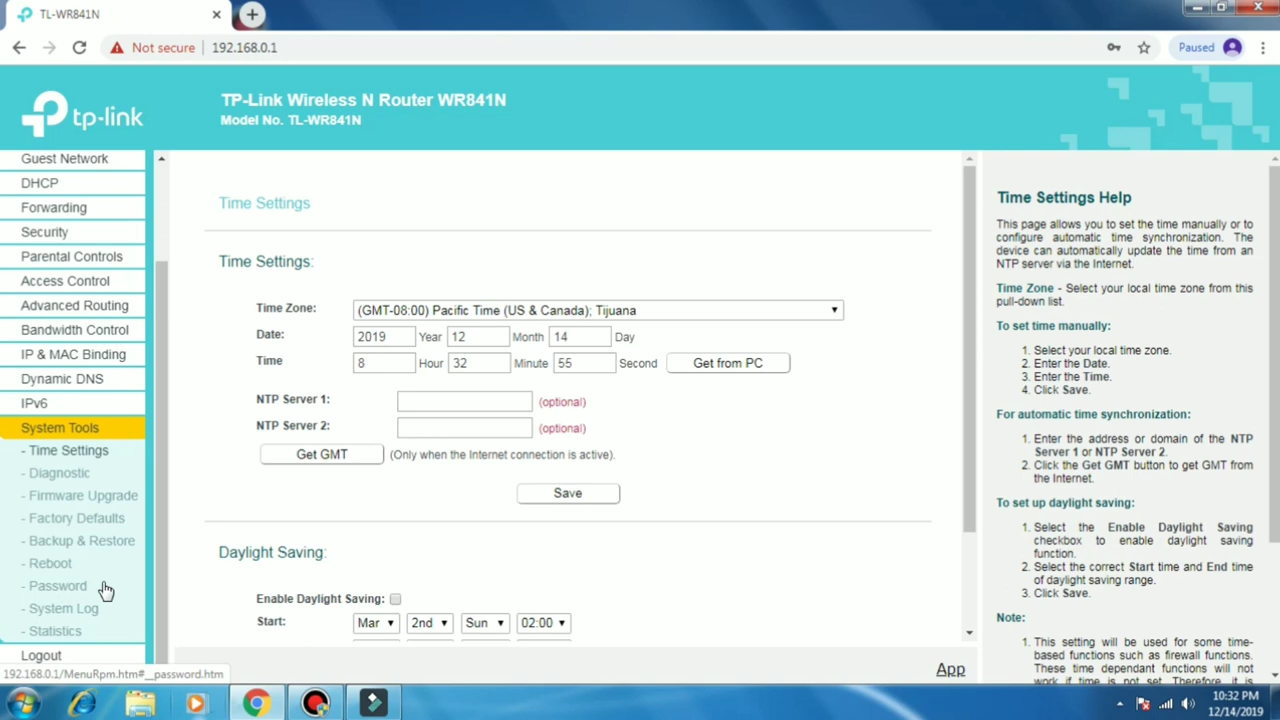 TL-WR841N
Not secure
192.168.0.1
Paused
tp-link
TP-Link Wireless N Router WR841N
Model No. TL-WR841N
Guest Network
DHCP
Forwarding
Security
Parental Controls
Access Control
Advanced Routing
Bandwidth Control
IP & MAC Binding
Dynamic DNS
IPv6
System Tools
- Time Settings
- Diagnostic
- Firmware Upgrade
- Factory Defaults
- Backup & Restore
- Reboot
- Password
- System Log
- Statistics
Logout
192.168.0.1/MenuRpm.htm#__password.htm
Time Settings
Time Settings:
Time Zone: (GMT-08:00) Pacific Time (US & Canada); Tijuana
Date: 2019 Year 12 Month 14 Day
Time 8 Hour 32 Minute 55 Second Get from PC
NTP Server 1: (optional)
NTP Server 2: (optional)
Get GMT (Only when the Internet connection is active).
Save
Daylight Saving:
Enable Daylight Saving:
Start: Mar 2nd Sun 02:00
App
Time Settings Help
This page allows you to set the time manually or to
configure automatic time synchronization. The
device can automatically update the time from an
NTP server via the Internet.
Time Zone - Select your local time zone from this
pull-down list.
To set time manually:
1. Select your local time zone.
2. Enter the Date.
3. Enter the Time.
4. Click Save.
For automatic time synchronization:
1. Enter the address or domain of the NTP
Server 1 or NTP Server 2.
2. Click the Get GMT button to get GMT from
the Internet.
To set up daylight saving:
1. Select the Enable Daylight Saving
checkbox to enable daylight saving
function.
2. Select the correct Start time and End time
of daylight saving range.
3. Click Save.
Note:
1. This setting will be used for some time-
based functions such as firewall functions.
These time dependant functions will not
work if time is not set. Therefore, it is
10:32 PM
12/14/2019